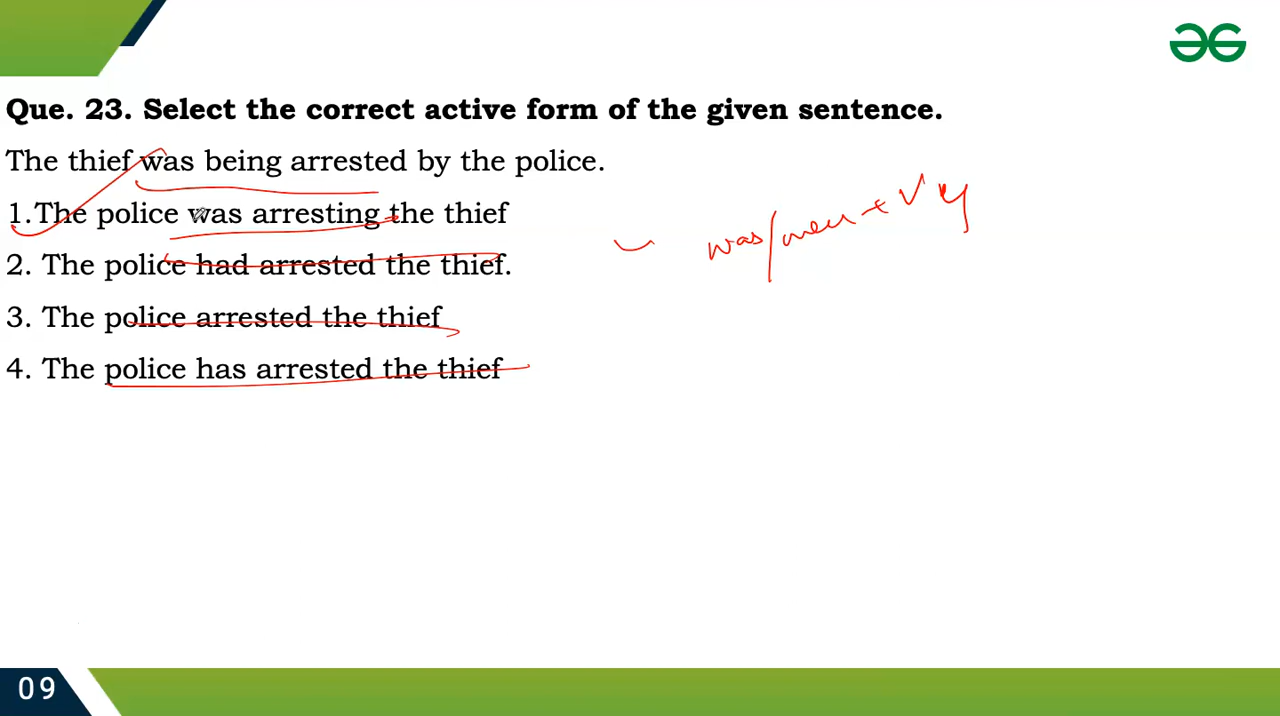 Que. 23. Select the correct active form of the given sentence.
The thief was being arrested by the police.
1.The police was arresting the thief
2. The police had arrested the thief.
3. The police arrested the thief
4. The police has arrested the thief
was/were + V
09